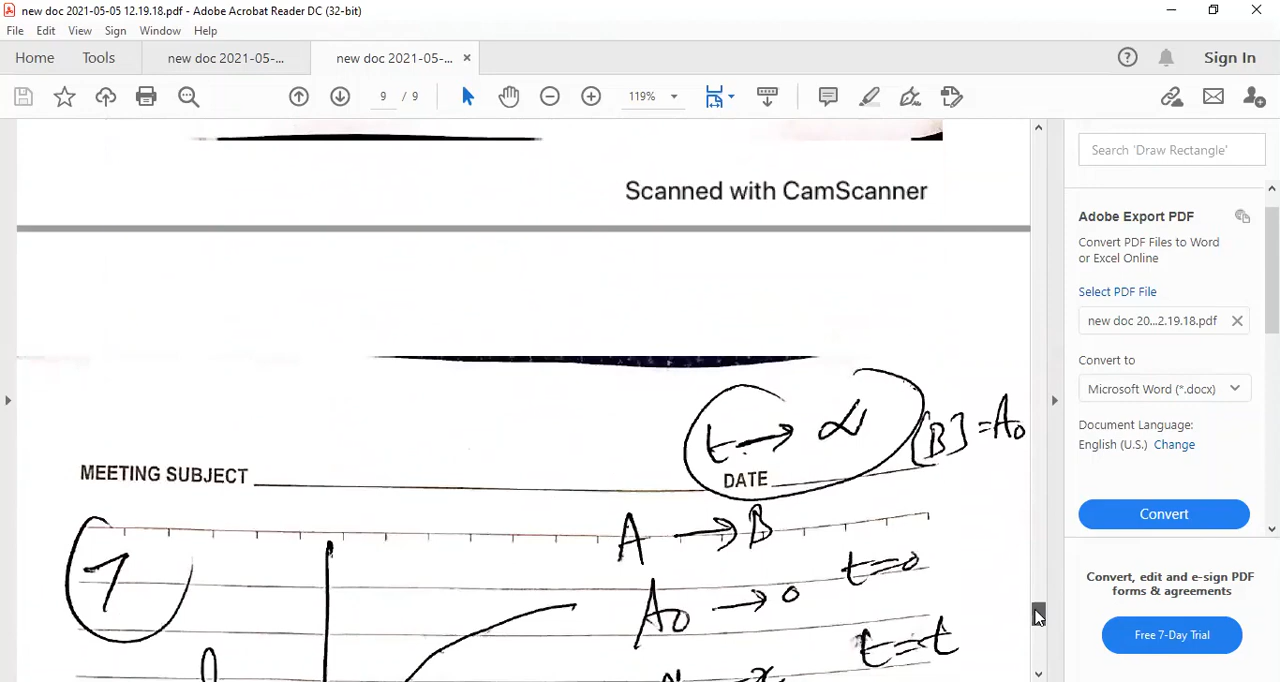 new doc 2021-05-05 12.19.18.pdf - Adobe Acrobat Reader DC (32-bit)
File Edit View Sign Window Help
Home Tools new doc 2021-05-... new doc 2021-05-... × Sign In
9 / 9 119%
Scanned with CamScanner
Search 'Draw Rectangle'
Adobe Export PDF
Convert PDF Files to Word
or Excel Online
Select PDF File
new doc 20...2.19.18.pdf
Convert to
Microsoft Word (*.docx)
Document Language:
English (U.S.) Change
Convert
Convert, edit and e-sign PDF
forms & agreements
Free 7-Day Trial
t → ∞ [B] = A₀
MEETING SUBJECT DATE
A → B
t=0
A₀ → 0
t=t